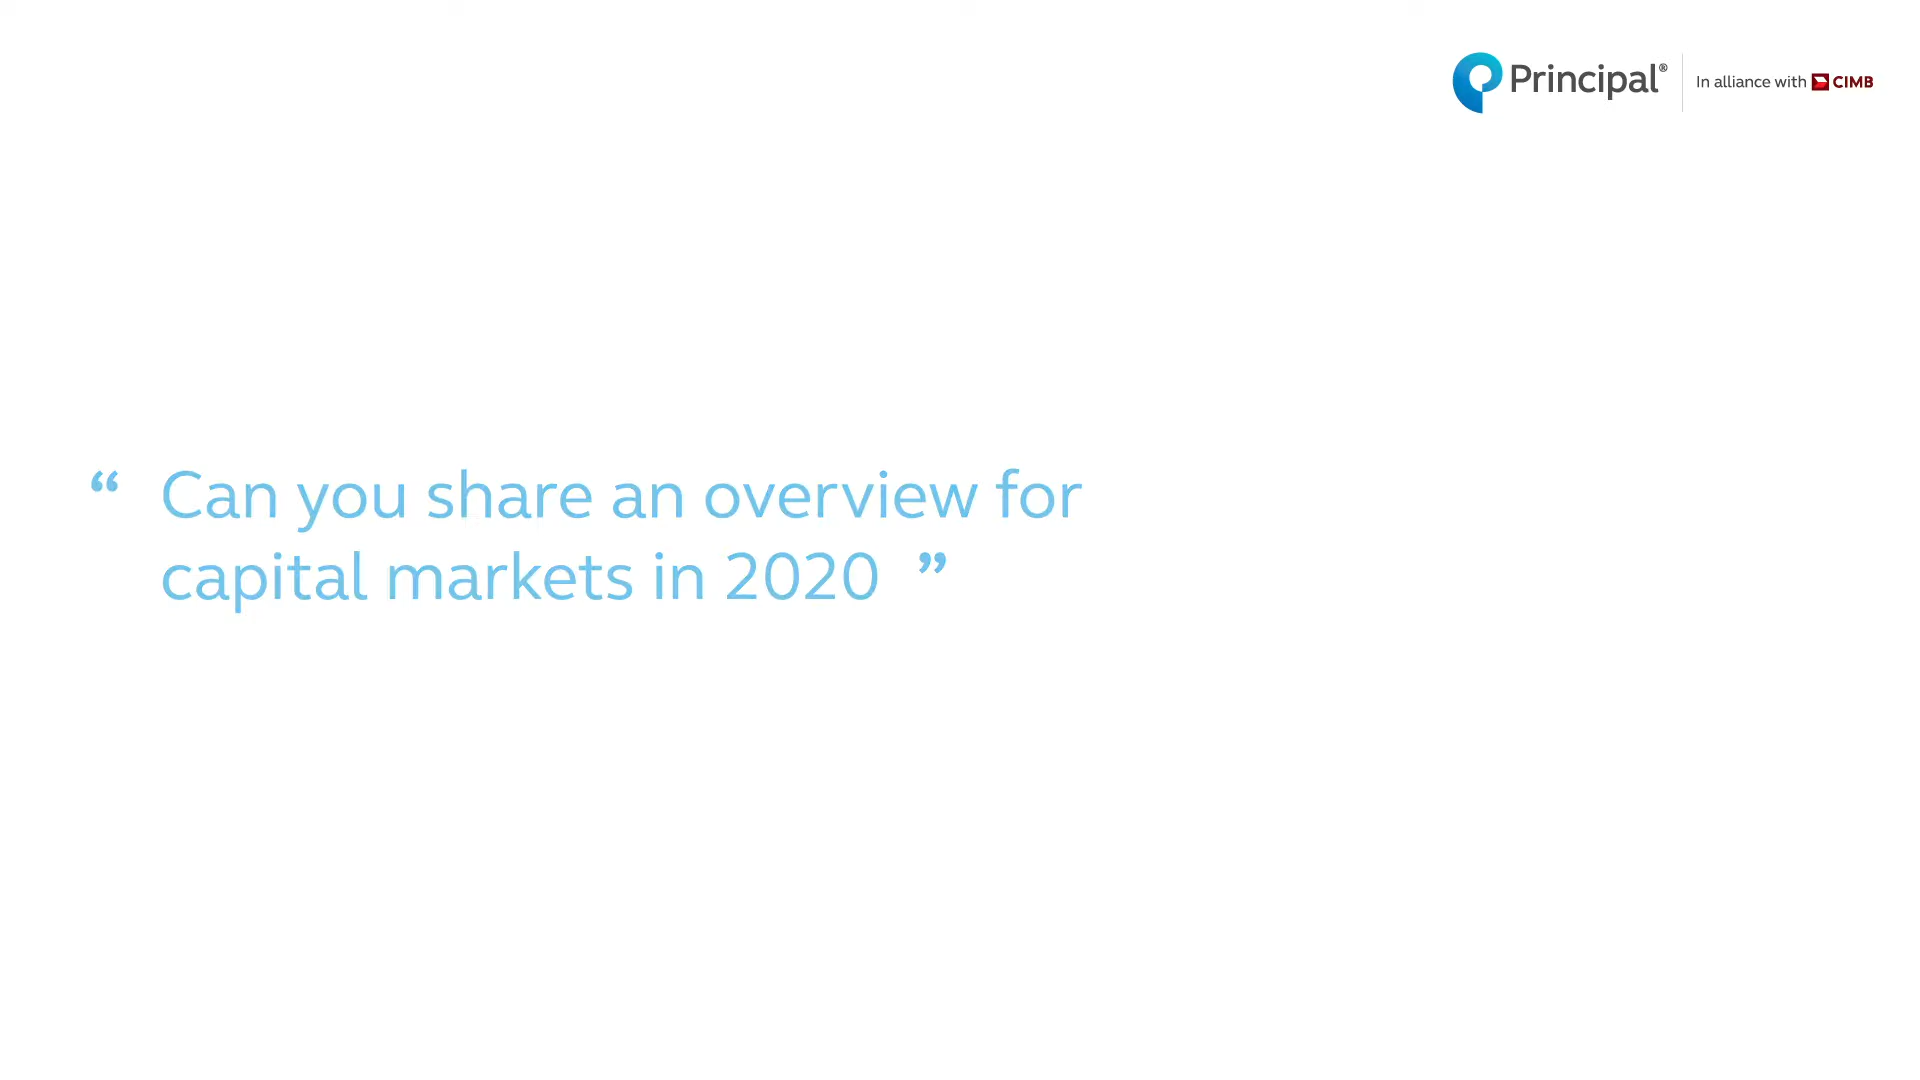 Principal®
In alliance with CIMB
“ Can you share an overview for
capital markets in 2020 ”